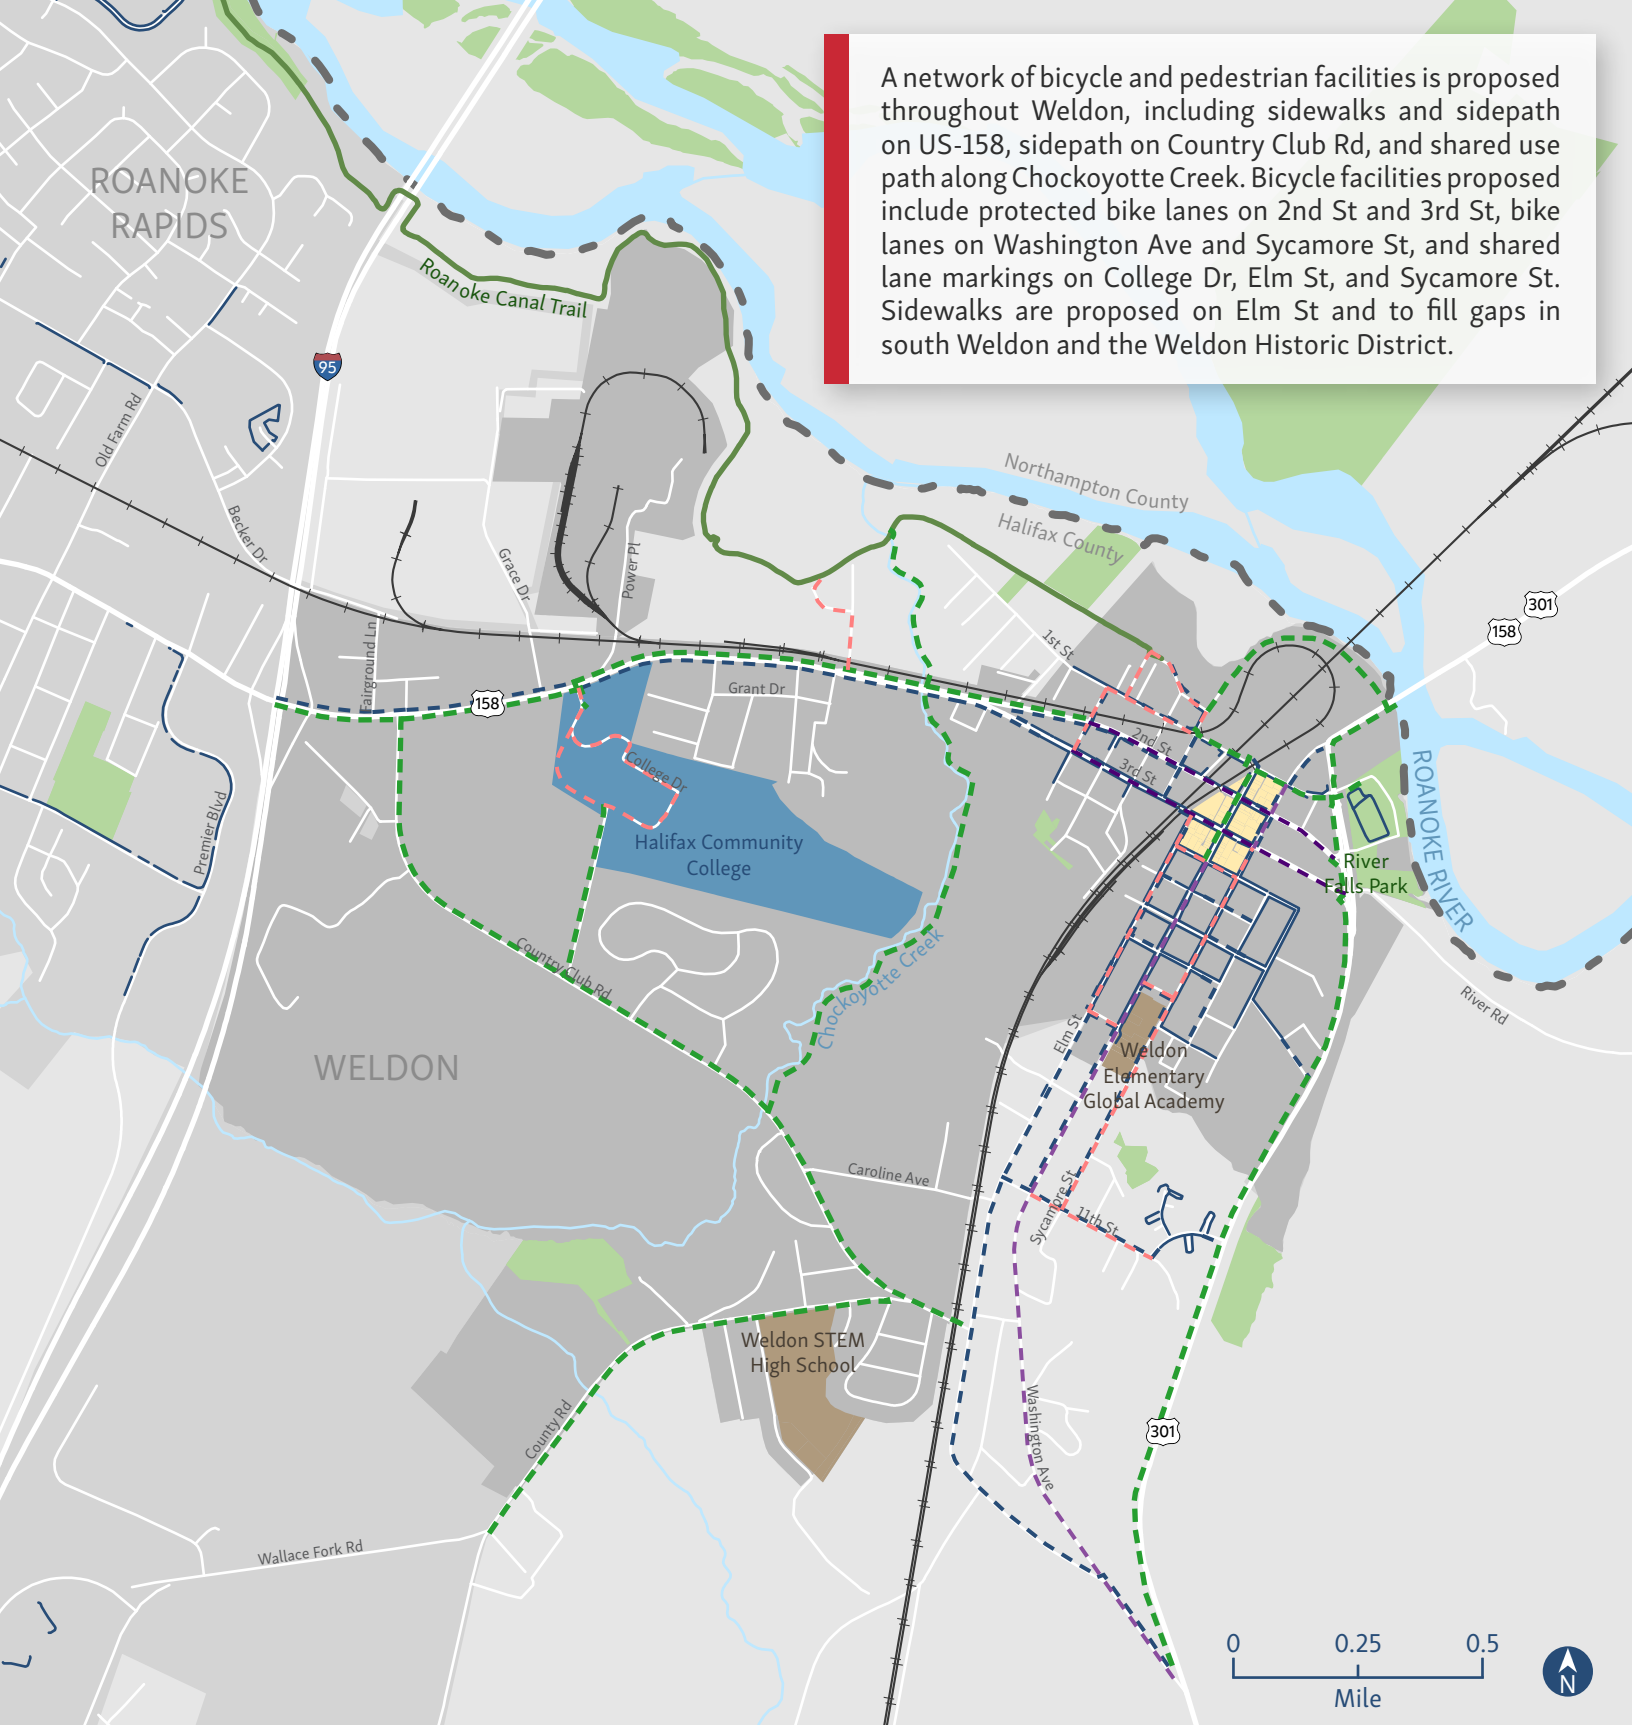 A network of bicycle and pedestrian facilities is proposed
throughout Weldon, including sidewalks and sidepath
on US-158, sidepath on Country Club Rd, and shared use
path along Chockoyotte Creek. Bicycle facilities proposed
include protected bike lanes on 2nd St and 3rd St, bike
lanes on Washington Ave and Sycamore St, and shared
lane markings on College Dr, Elm St, and Sycamore St.
Sidewalks are proposed on Elm St and to fill gaps in
south Weldon and the Weldon Historic District.
ROANOKE
RAPIDS
Roanoke Canal Trail
95
Old Farm Rd
Northampton County
Halifax County
Becker Dr
Grace Dr
Power Pl
301
158
1st St
Fairground Ln
158
Grant Dr
2nd St
3rd St
College Dr
Premier Blvd
ROANOKE RIVER
Halifax Community
College
River
Falls Park
Country Club Rd
Chockoyotte Creek
River Rd
Elm St
WELDON
Weldon
Elementary
Global Academy
Caroline Ave
Sycamore St
11th St
Weldon STEM
High School
County Rd
Washington Ave
301
Wallace Fork Rd
0 0.25 0.5
Mile
N